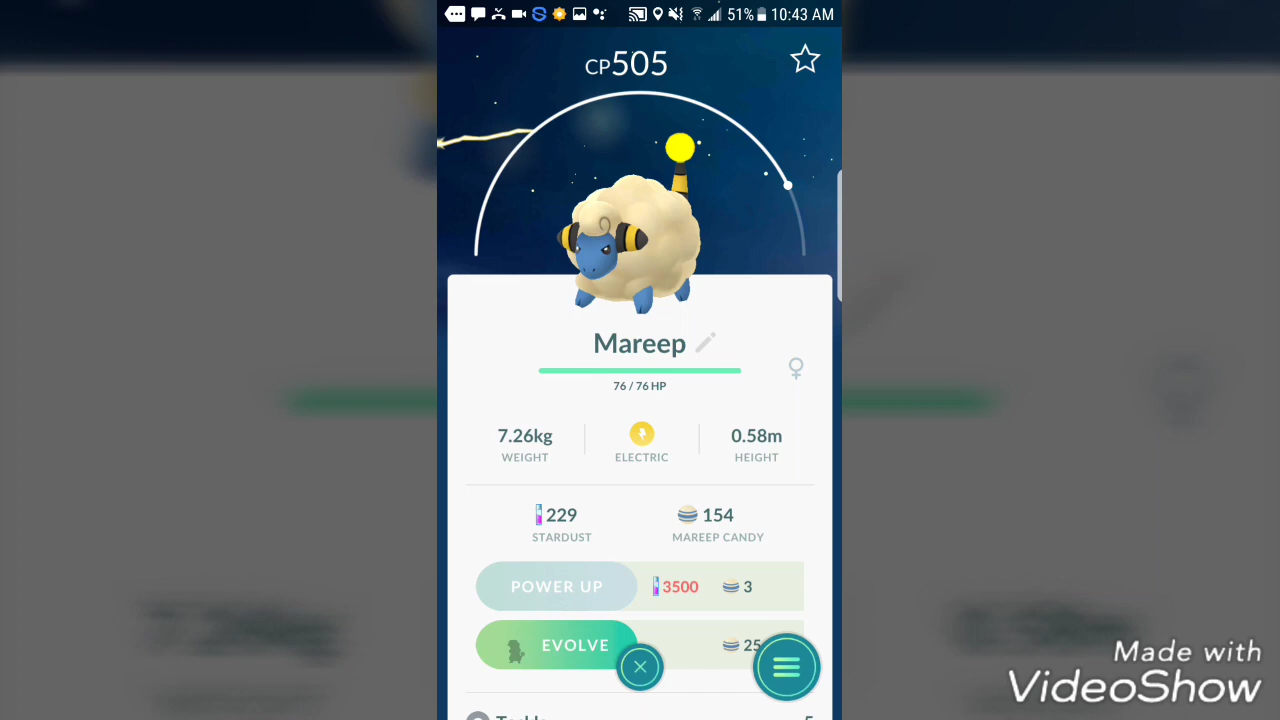 51% 10:43 AM
CP505
Mareep
76 / 76 HP
7.26kg
WEIGHT
ELECTRIC
0.58m
HEIGHT
229
STARDUST
154
MAREEP CANDY
POWER UP 3500 3
EVOLVE 25
Made with
VideoShow